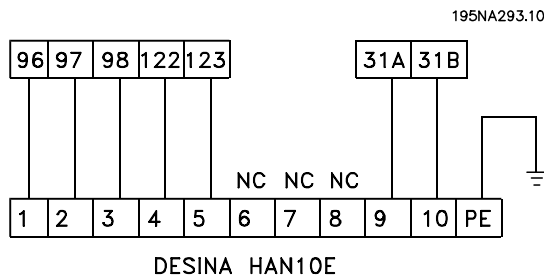 195NA293.10
96 97 98 122 123 31A 31B
NC NC NC
1 2 3 4 5 6 7 8 9 10 PE
DESINA HAN10E